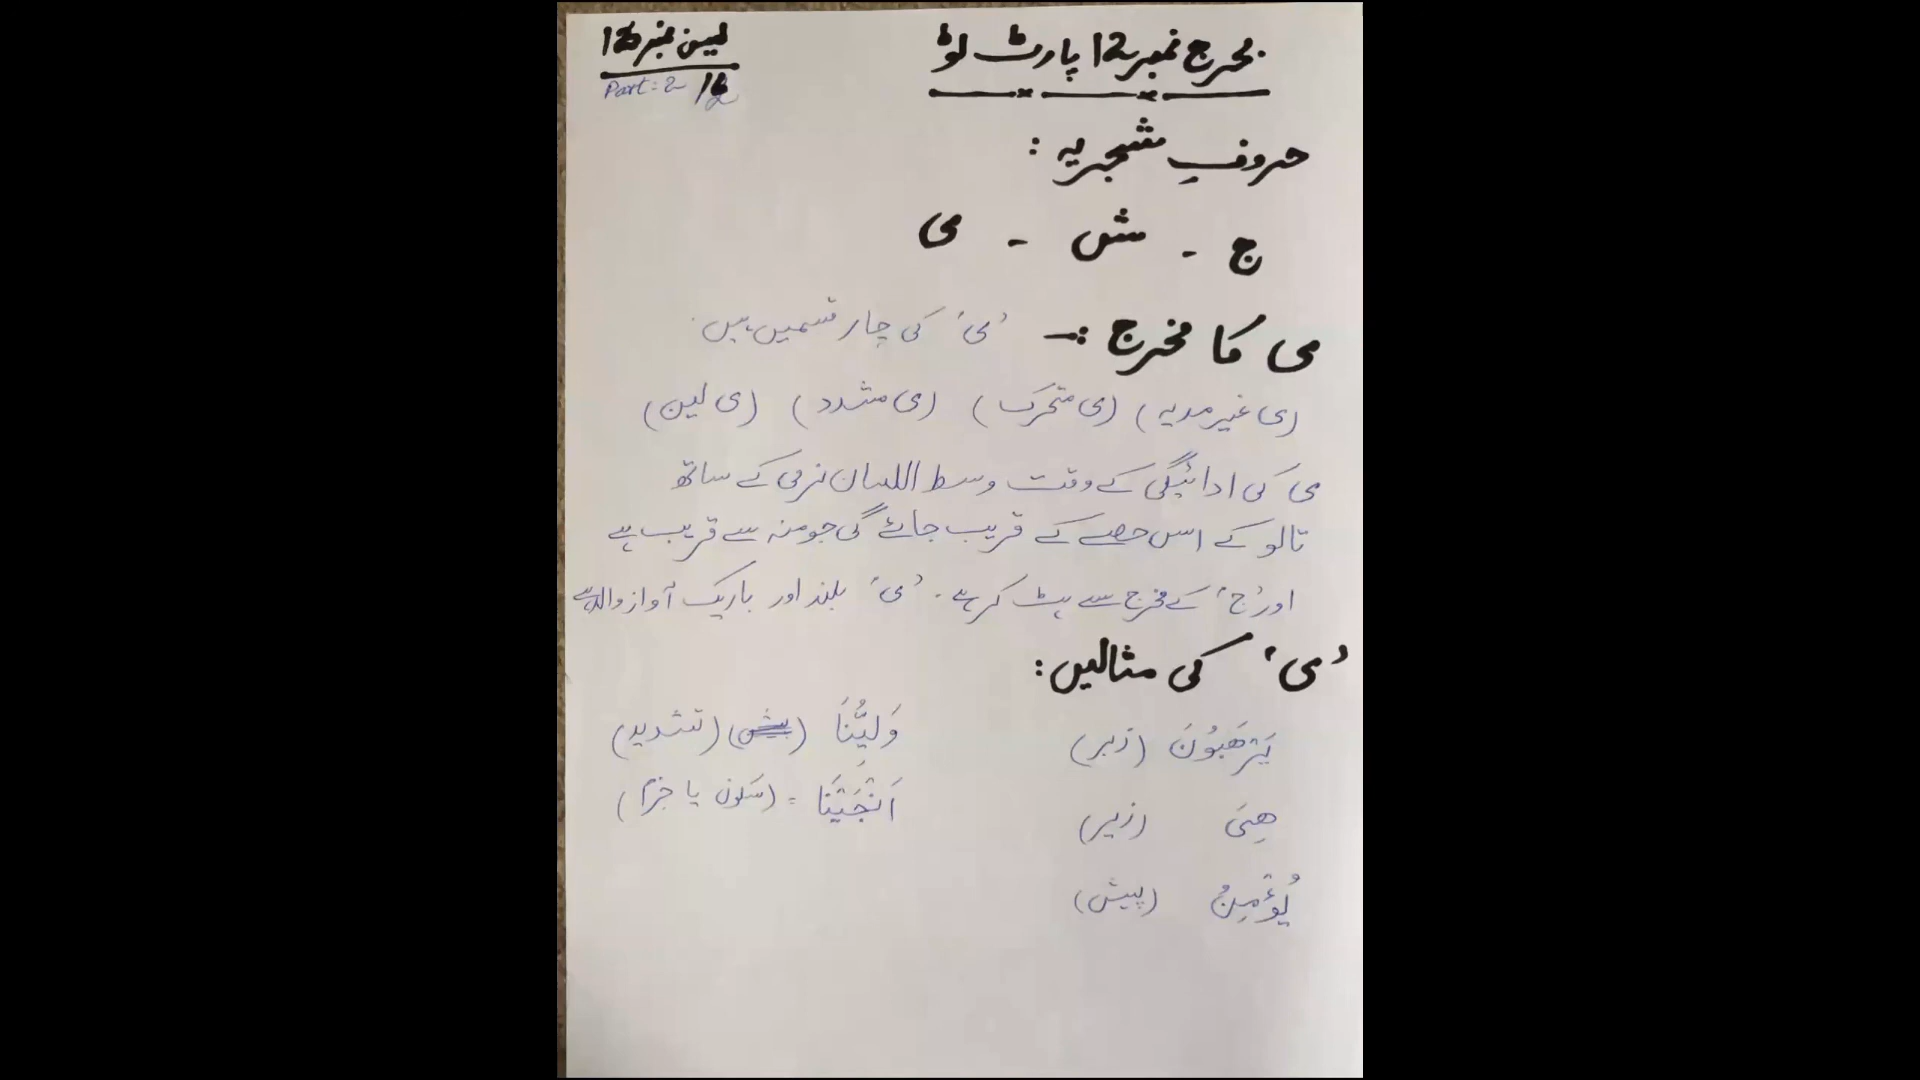 مخرج نمبر 12 پارٹ ٹو
لیسن نمبر 12
Part: 2
حروفِ شجریہ :
ج - ش - ی
ی کا مخرج :- ’ی‘ کی چار قسمیں ہیں۔
(ی غیر مدیہ) (ی متحرک) (ی مشدد) (ی لین)
ی کی ادائیگی کے وقت وسط اللسان نرمی کے ساتھ
تالو کے اس حصے کے قریب جائے گی جو منہ سے قریب ہے
اور ’ج‘ کے مخرج سے ہٹ کر ہے۔ ’ی‘ بلند اور باریک آواز والا ہے
’ی‘ کی مثالیں:
يَرْهَبُوْنَ (زبر) وَلِيُّنَا (تشدید)
هِيَ (زیر) اَنْجَيْنَا = (سکون یا جزم)
يُؤْمِنُ (پیش)